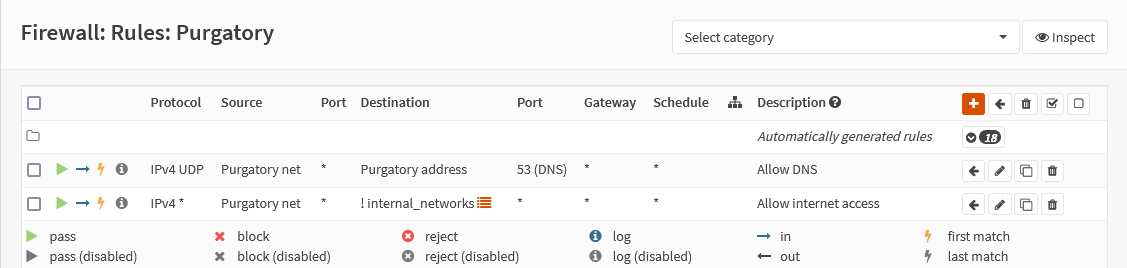 Firewall: Rules: Purgatory
Select category
Inspect
Protocol Source Port Destination Port Gateway Schedule Description
Automatically generated rules 18
IPv4 UDP Purgatory net * Purgatory address 53 (DNS) * * Allow DNS
IPv4 * Purgatory net * ! internal_networks * * * Allow internet access
pass block reject log in first match
pass (disabled) block (disabled) reject (disabled) log (disabled) out last match